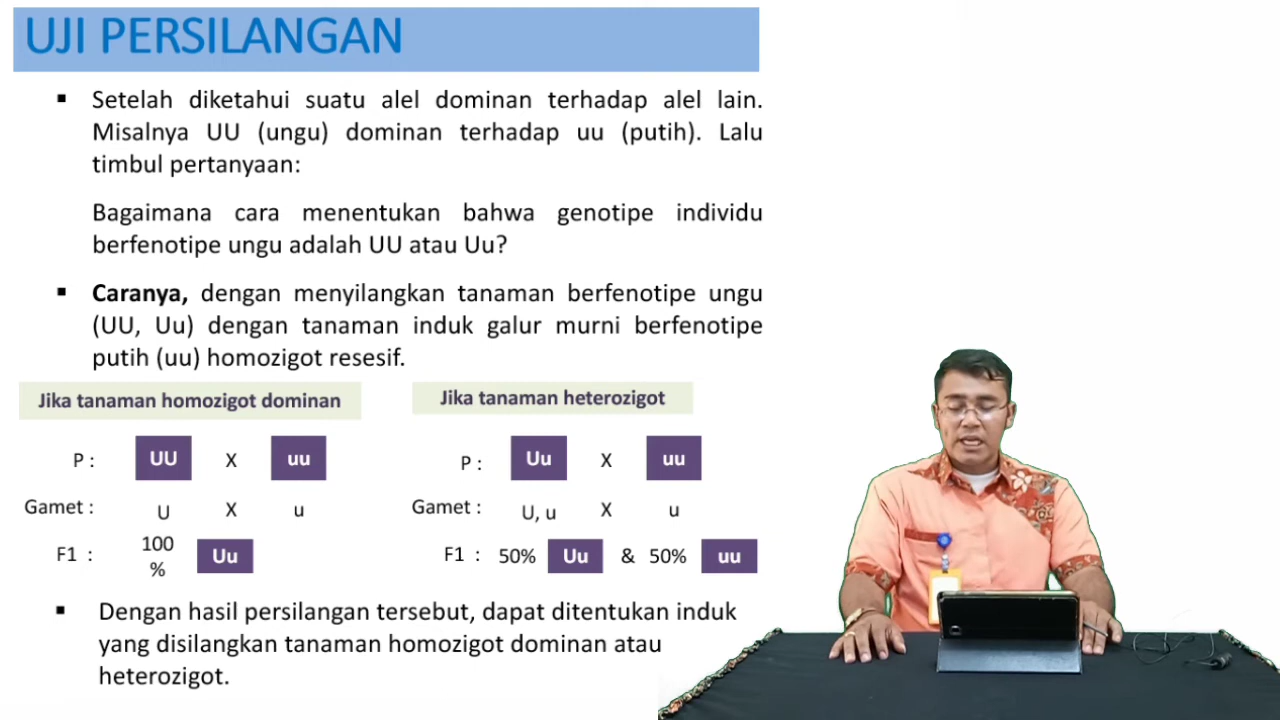 UJI PERSILANGAN
▪ Setelah diketahui suatu alel dominan terhadap alel lain.
Misalnya UU (ungu) dominan terhadap uu (putih). Lalu
timbul pertanyaan:
Bagaimana cara menentukan bahwa genotipe individu
berfenotipe ungu adalah UU atau Uu?
▪ Caranya, dengan menyilangkan tanaman berfenotipe ungu
(UU, Uu) dengan tanaman induk galur murni berfenotipe
putih (uu) homozigot resesif.
Jika tanaman homozigot dominan
P : UU X uu
Gamet : U X u
F1 : 100 % Uu
Jika tanaman heterozigot
P : Uu X uu
Gamet : U, u X u
F1 : 50% Uu & 50% uu
▪ Dengan hasil persilangan tersebut, dapat ditentukan induk
yang disilangkan tanaman homozigot dominan atau
heterozigot.